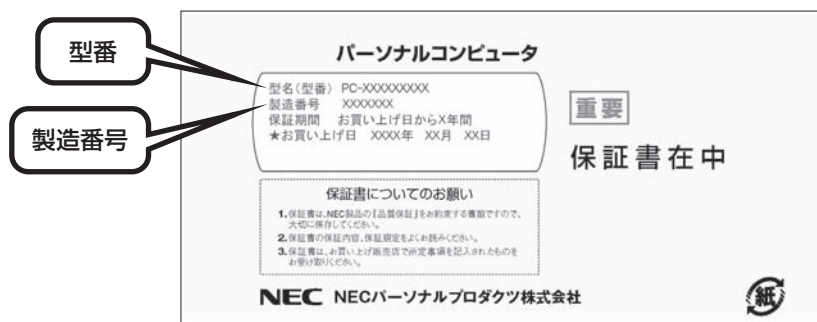 型番
製造番号
パーソナルコンピュータ
型名(型番) PC-XXXXXXXXX
製造番号 XXXXXXX
保証期間 お買い上げ日からX年間
★お買い上げ日 XXXX年 XX月 XX日
重要
保証書在中
保証書についてのお願い
1.保証書は、NEC製品の「品質保証」をお約束する書類ですので、
大切に保存してください。
2.保証書の保証内容、保証規定をよくお読みください。
3.保証書は、お買い上げ販売店で所定事項を記入されたものを
お受け取りください。
NEC NECパーソナルプロダクツ株式会社
紙